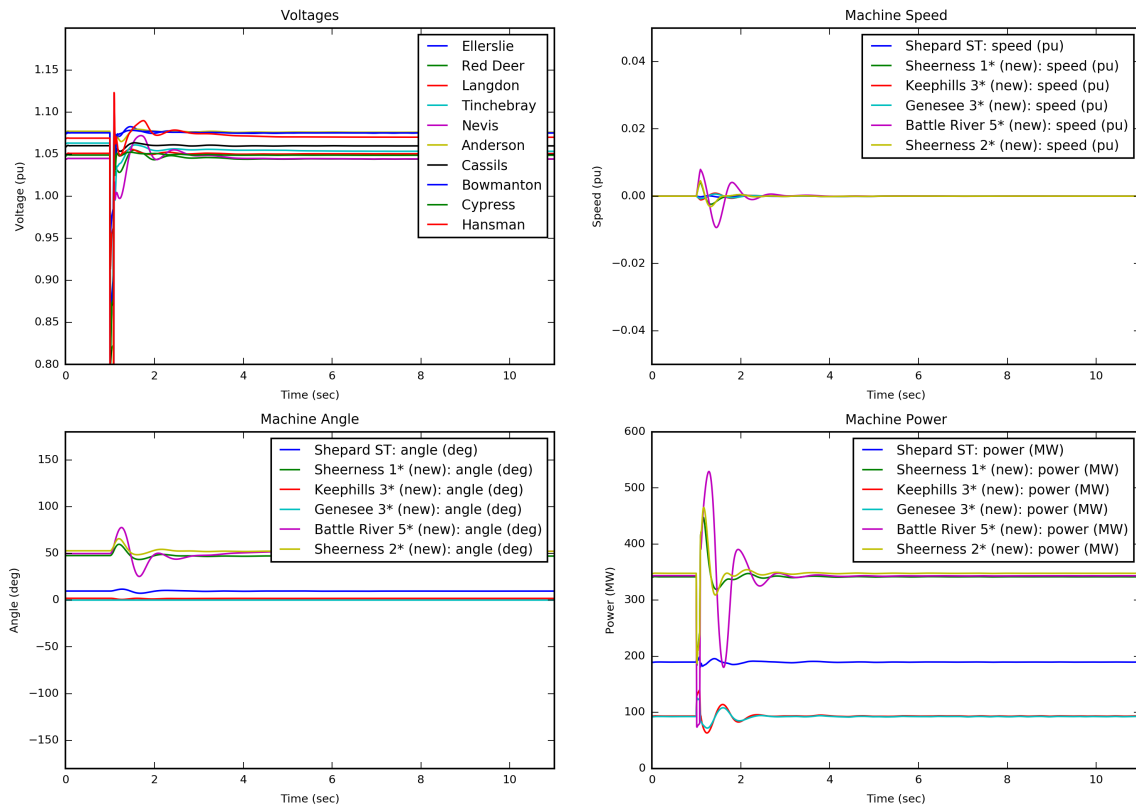 Voltages
Voltage (pu)
1.15
1.10
1.05
1.00
0.95
0.90
0.85
0.80
Ellerslie
Red Deer
Langdon
Tinchebray
Nevis
Anderson
Cassils
Bowmanton
Cypress
Hansman
0 2 4 6 8 10
Time (sec)
Machine Speed
Speed (pu)
0.04
0.02
0.00
−0.02
−0.04
Shepard ST: speed (pu)
Sheerness 1* (new): speed (pu)
Keephills 3* (new): speed (pu)
Genesee 3* (new): speed (pu)
Battle River 5* (new): speed (pu)
Sheerness 2* (new): speed (pu)
0 2 4 6 8 10
Time (sec)
Machine Angle
Angle (deg)
150
100
50
0
−50
−100
−150
Shepard ST: angle (deg)
Sheerness 1* (new): angle (deg)
Keephills 3* (new): angle (deg)
Genesee 3* (new): angle (deg)
Battle River 5* (new): angle (deg)
Sheerness 2* (new): angle (deg)
0 2 4 6 8 10
Time (sec)
Machine Power
Power (MW)
600
500
400
300
200
100
0
Shepard ST: power (MW)
Sheerness 1* (new): power (MW)
Keephills 3* (new): power (MW)
Genesee 3* (new): power (MW)
Battle River 5* (new): power (MW)
Sheerness 2* (new): power (MW)
0 2 4 6 8 10
Time (sec)